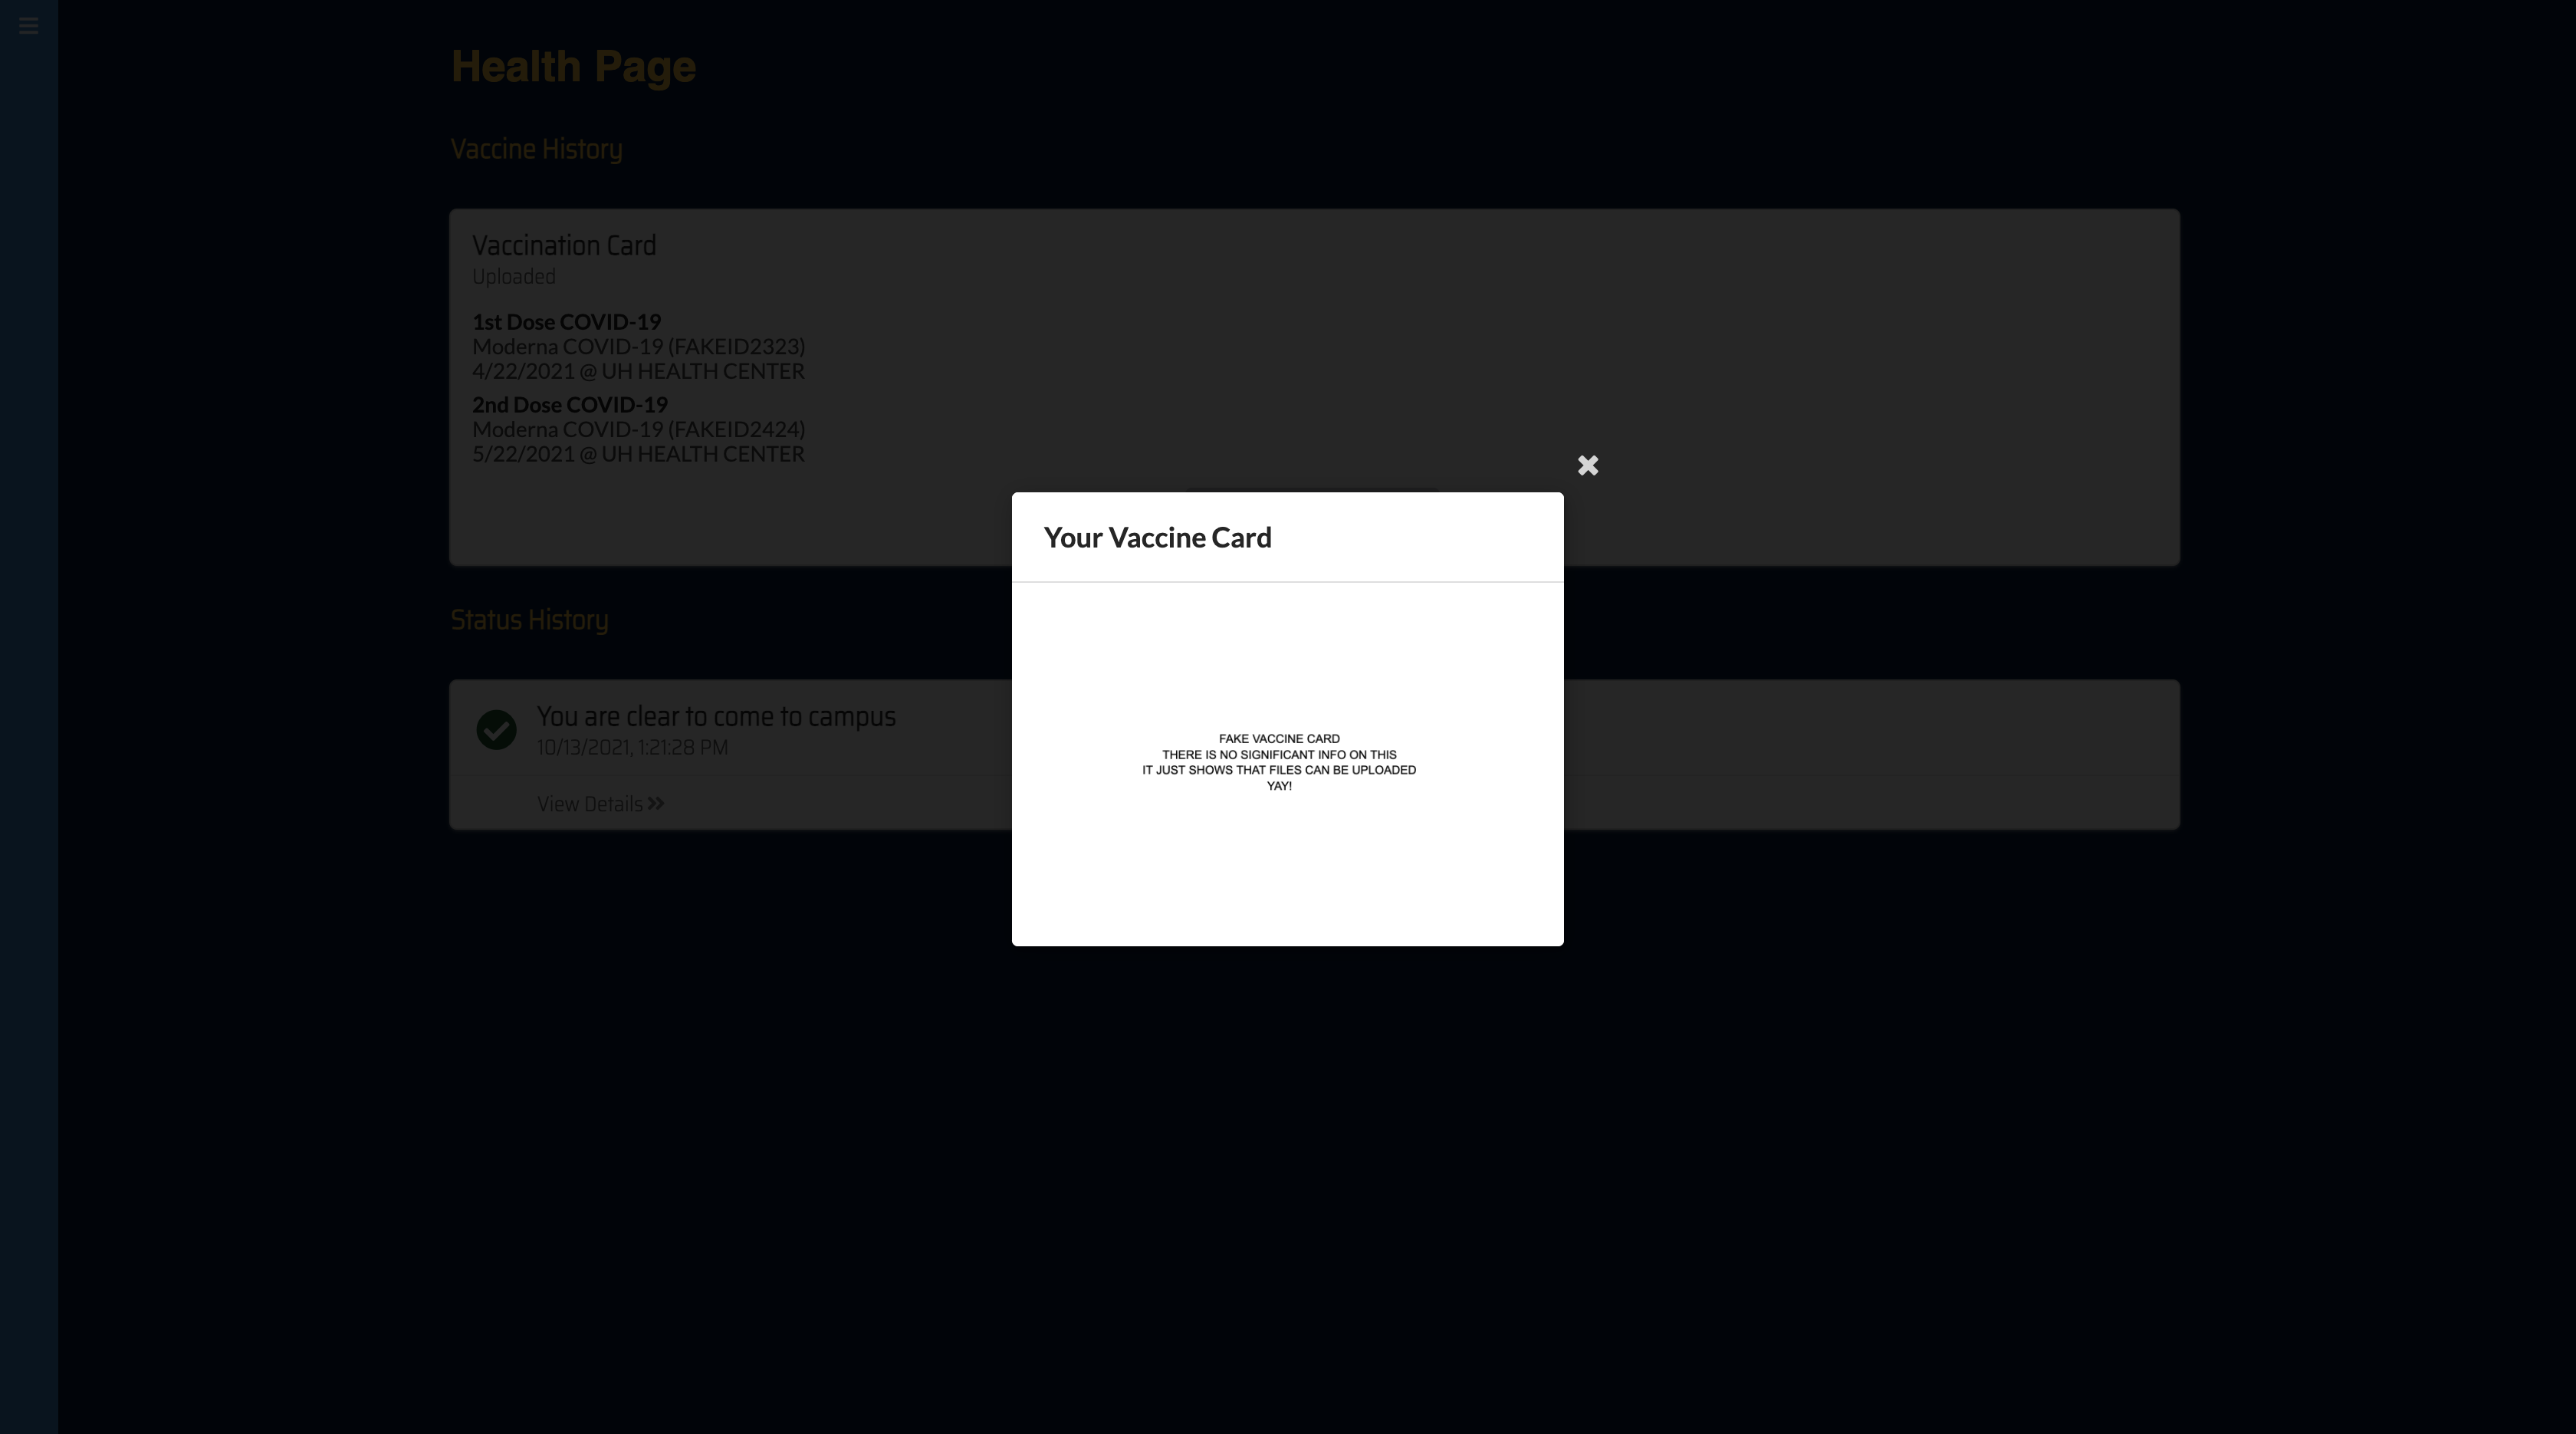 Health Page
Vaccine History
Vaccination Card
Uploaded
1st Dose COVID-19
Moderna COVID-19 (FAKEID2323)
4/22/2021 @ UH HEALTH CENTER
2nd Dose COVID-19
Moderna COVID-19 (FAKEID2424)
5/22/2021 @ UH HEALTH CENTER
Your Vaccine Card
FAKE VACCINE CARD
THERE IS NO SIGNIFICANT INFO ON THIS
IT JUST SHOWS THAT FILES CAN BE UPLOADED
YAY!
Status History
You are clear to come to campus
10/13/2021, 1:21:28 PM
View Details